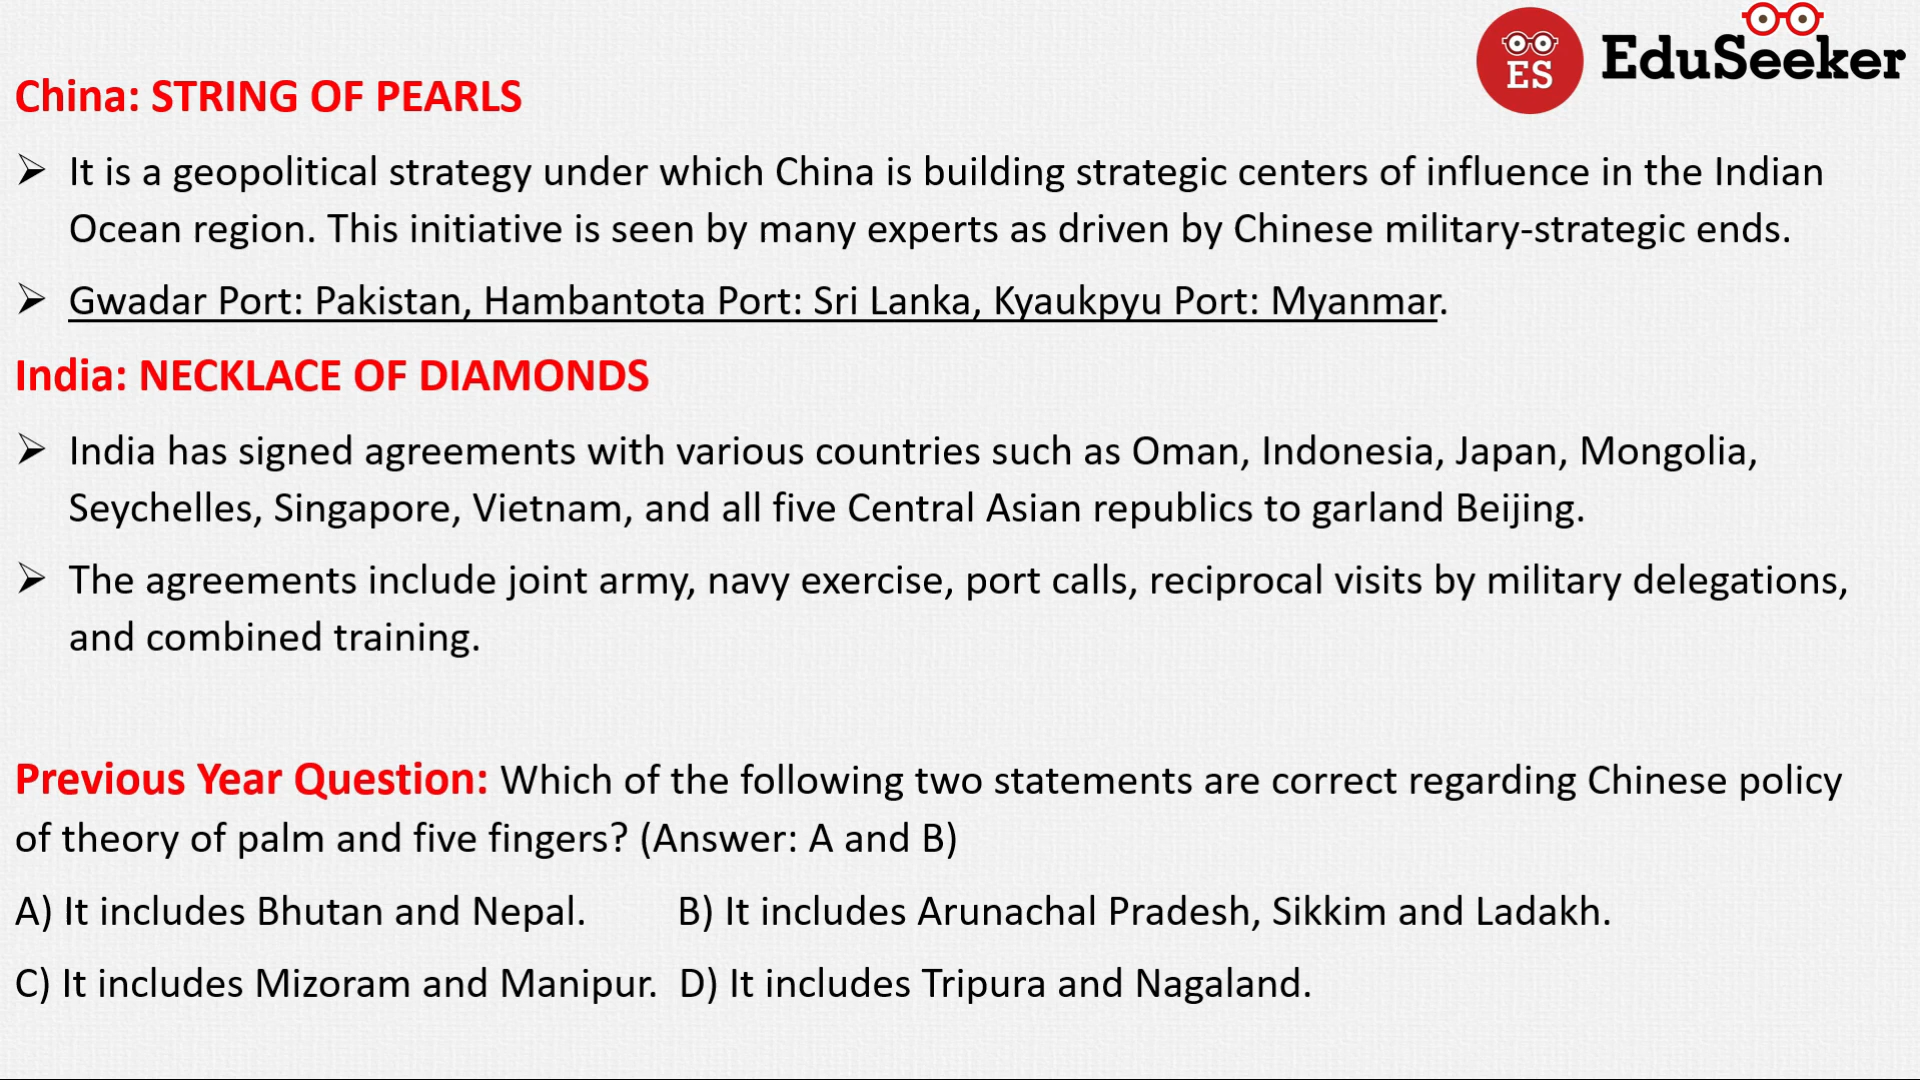 ES EduSeeker
China: STRING OF PEARLS
➢ It is a geopolitical strategy under which China is building strategic centers of influence in the Indian
Ocean region. This initiative is seen by many experts as driven by Chinese military-strategic ends.
➢ Gwadar Port: Pakistan, Hambantota Port: Sri Lanka, Kyaukpyu Port: Myanmar.
India: NECKLACE OF DIAMONDS
➢ India has signed agreements with various countries such as Oman, Indonesia, Japan, Mongolia,
Seychelles, Singapore, Vietnam, and all five Central Asian republics to garland Beijing.
➢ The agreements include joint army, navy exercise, port calls, reciprocal visits by military delegations,
and combined training.
Previous Year Question: Which of the following two statements are correct regarding Chinese policy
of theory of palm and five fingers? (Answer: A and B)
A) It includes Bhutan and Nepal. B) It includes Arunachal Pradesh, Sikkim and Ladakh.
C) It includes Mizoram and Manipur. D) It includes Tripura and Nagaland.